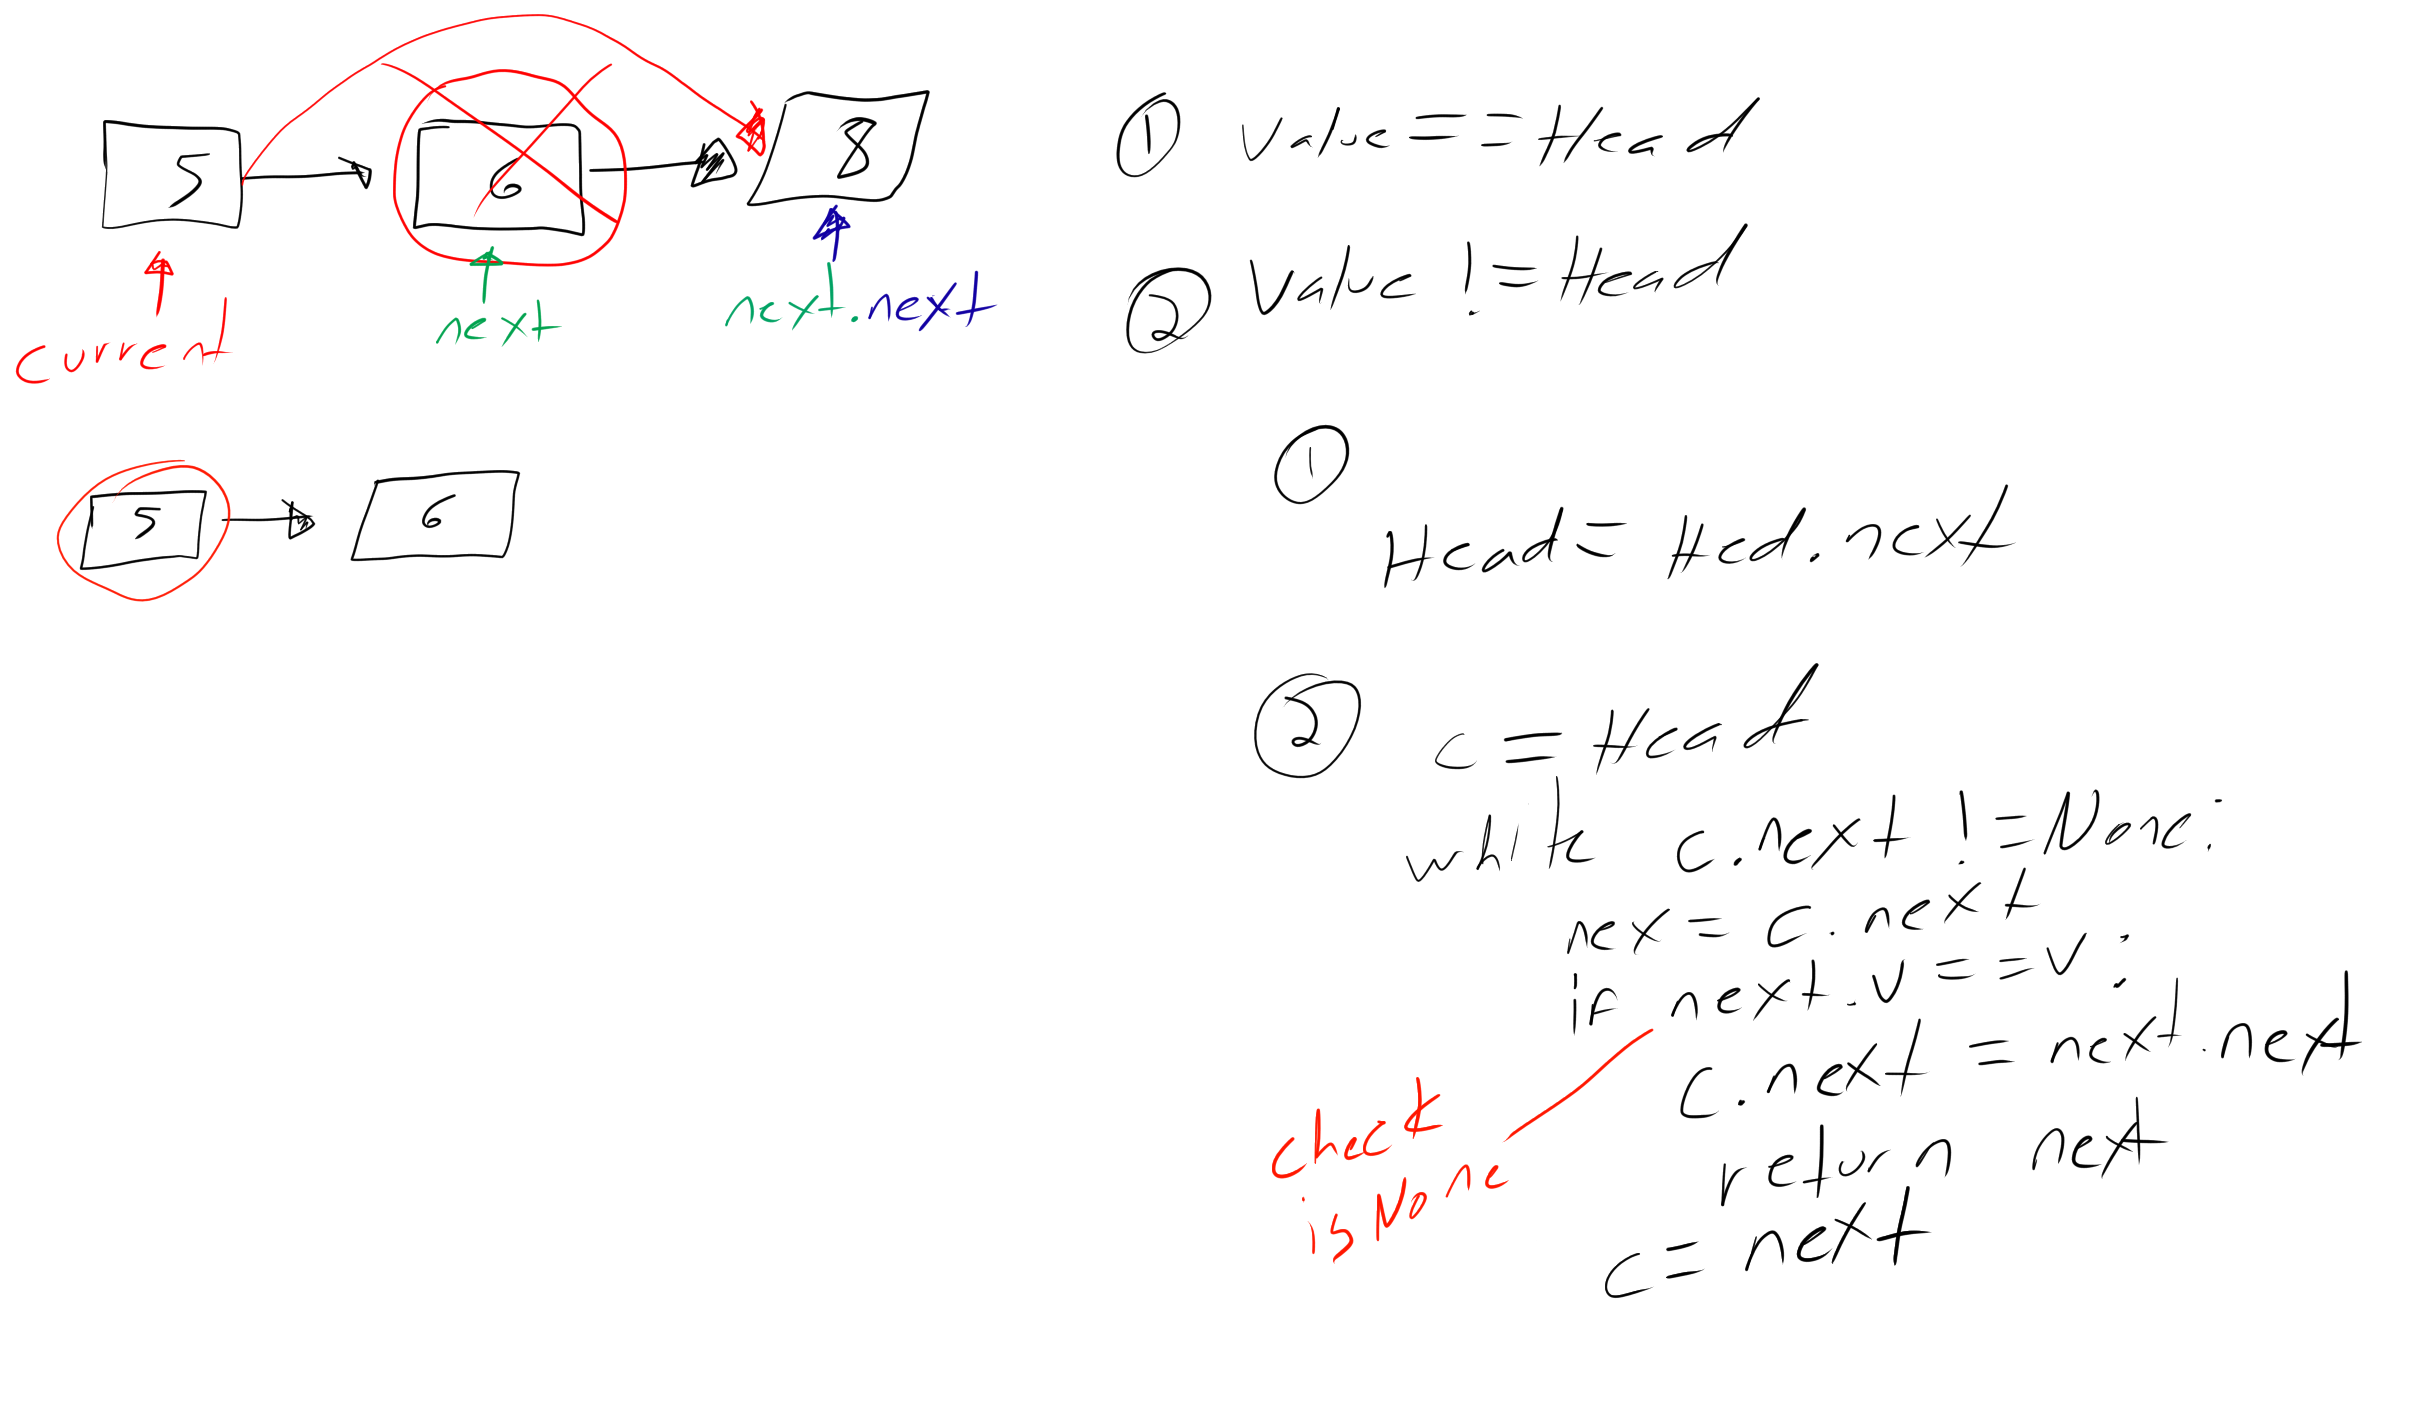 5 6 8
current next next.next
5 6
① Value == Head
② Value != Head
①
Head = Hed.next
②
c = Head
while c.next != None:
nex = c.next
if next.v == v:
c.next = next.next
return next
c = next
check
is None